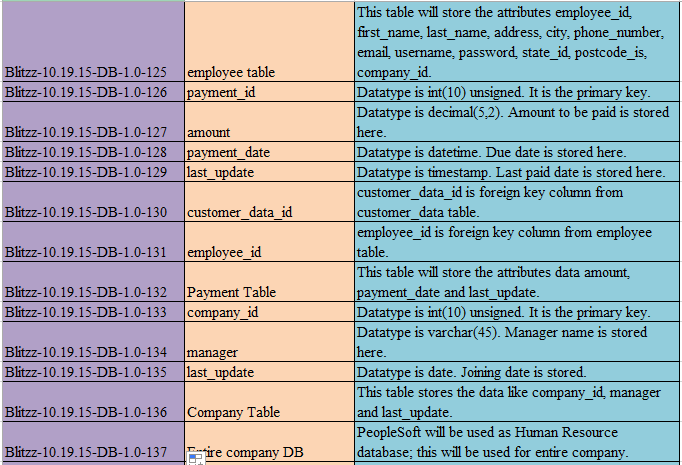 This table will store the attributes employee_id,
first_name, last_name, address, city, phone_number,
email, username, password, state_id, postcode_is,
Blitzz-10.19.15-DB-1.0-125 employee table company_id.
Blitzz-10.19.15-DB-1.0-126 payment_id Datatype is int(10) unsigned. It is the primary key.
Datatype is decimal(5,2). Amount to be paid is stored
Blitzz-10.19.15-DB-1.0-127 amount here.
Blitzz-10.19.15-DB-1.0-128 payment_date Datatype is datetime. Due date is stored here.
Blitzz-10.19.15-DB-1.0-129 last_update Datatype is timestamp. Last paid date is stored here.
customer_data_id is foreign key column from
Blitzz-10.19.15-DB-1.0-130 customer_data_id customer_data table.
employee_id is foreign key column from employee
Blitzz-10.19.15-DB-1.0-131 employee_id table.
This table will store the attributes data amount,
Blitzz-10.19.15-DB-1.0-132 Payment Table payment_date and last_update.
Blitzz-10.19.15-DB-1.0-133 company_id Datatype is int(10) unsigned. It is the primary key.
Datatype is varchar(45). Manager name is stored
Blitzz-10.19.15-DB-1.0-134 manager here.
Blitzz-10.19.15-DB-1.0-135 last_update Datatype is date. Joining date is stored.
This table stores the data like company_id, manager
Blitzz-10.19.15-DB-1.0-136 Company Table and last_update.
PeopleSoft will be used as Human Resource
Blitzz-10.19.15-DB-1.0-137 Entire company DB database; this will be used for entire company.